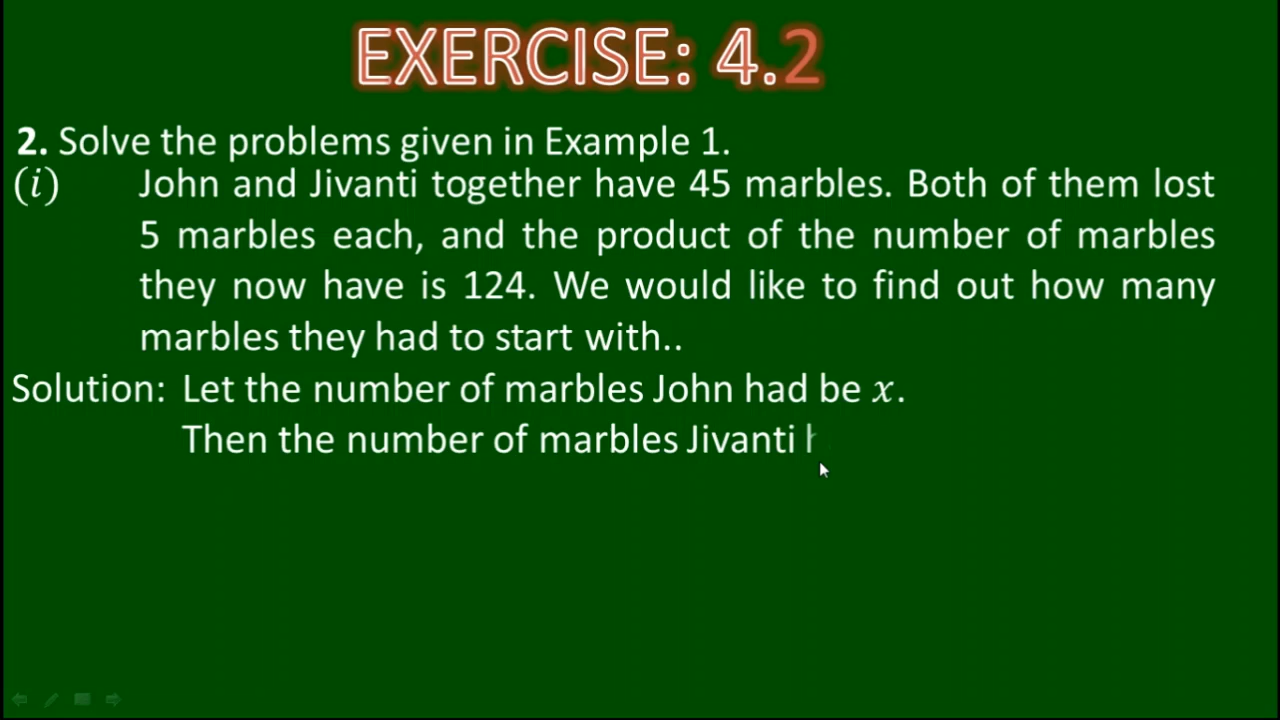 EXERCISE: 4.2
2. Solve the problems given in Example 1.
(i) John and Jivanti together have 45 marbles. Both of them lost
5 marbles each, and the product of the number of marbles
they now have is 124. We would like to find out how many
marbles they had to start with..
Solution: Let the number of marbles John had be x.
Then the number of marbles Jivanti